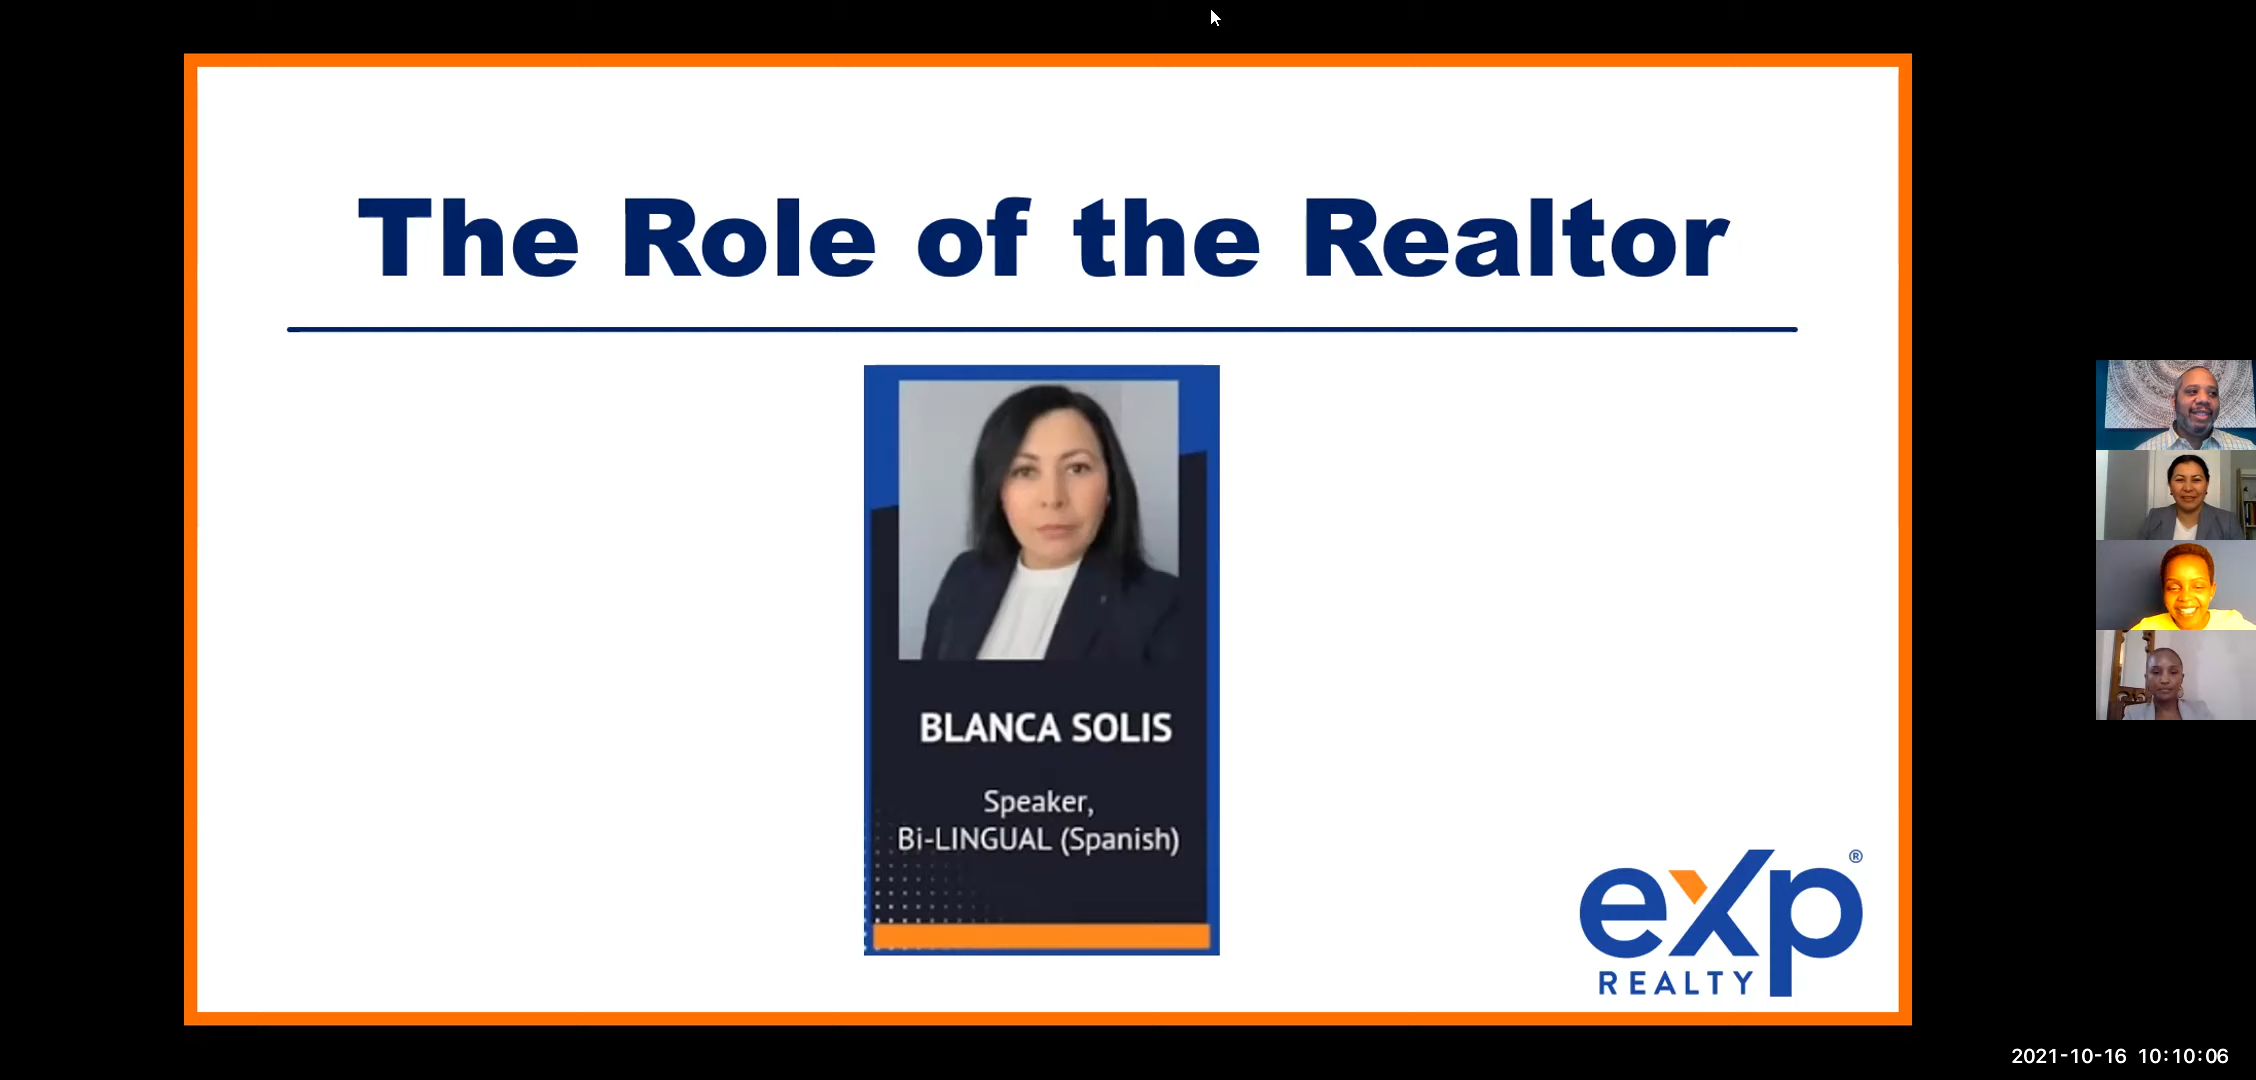 The Role of the Realtor
BLANCA SOLIS
Speaker,
Bi-LINGUAL (Spanish)
eXp®
REALTY
2021-10-16 10:10:06